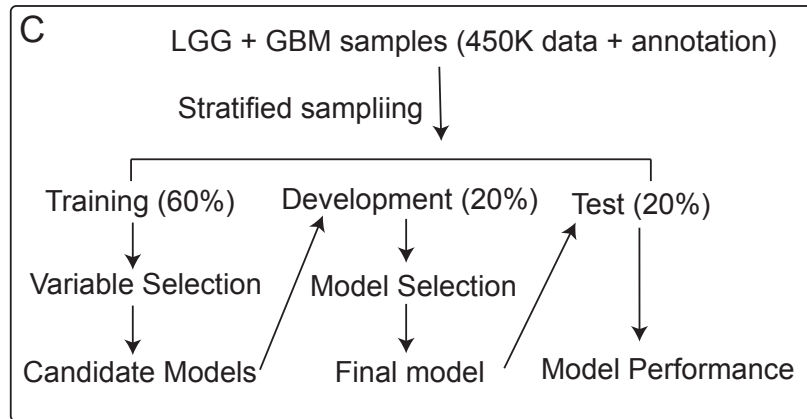 C
LGG + GBM samples (450K data + annotation)
Stratified sampliing
Training (60%)
Development (20%)
Test (20%)
Variable Selection
Model Selection
Candidate Models
Final model
Model Performance